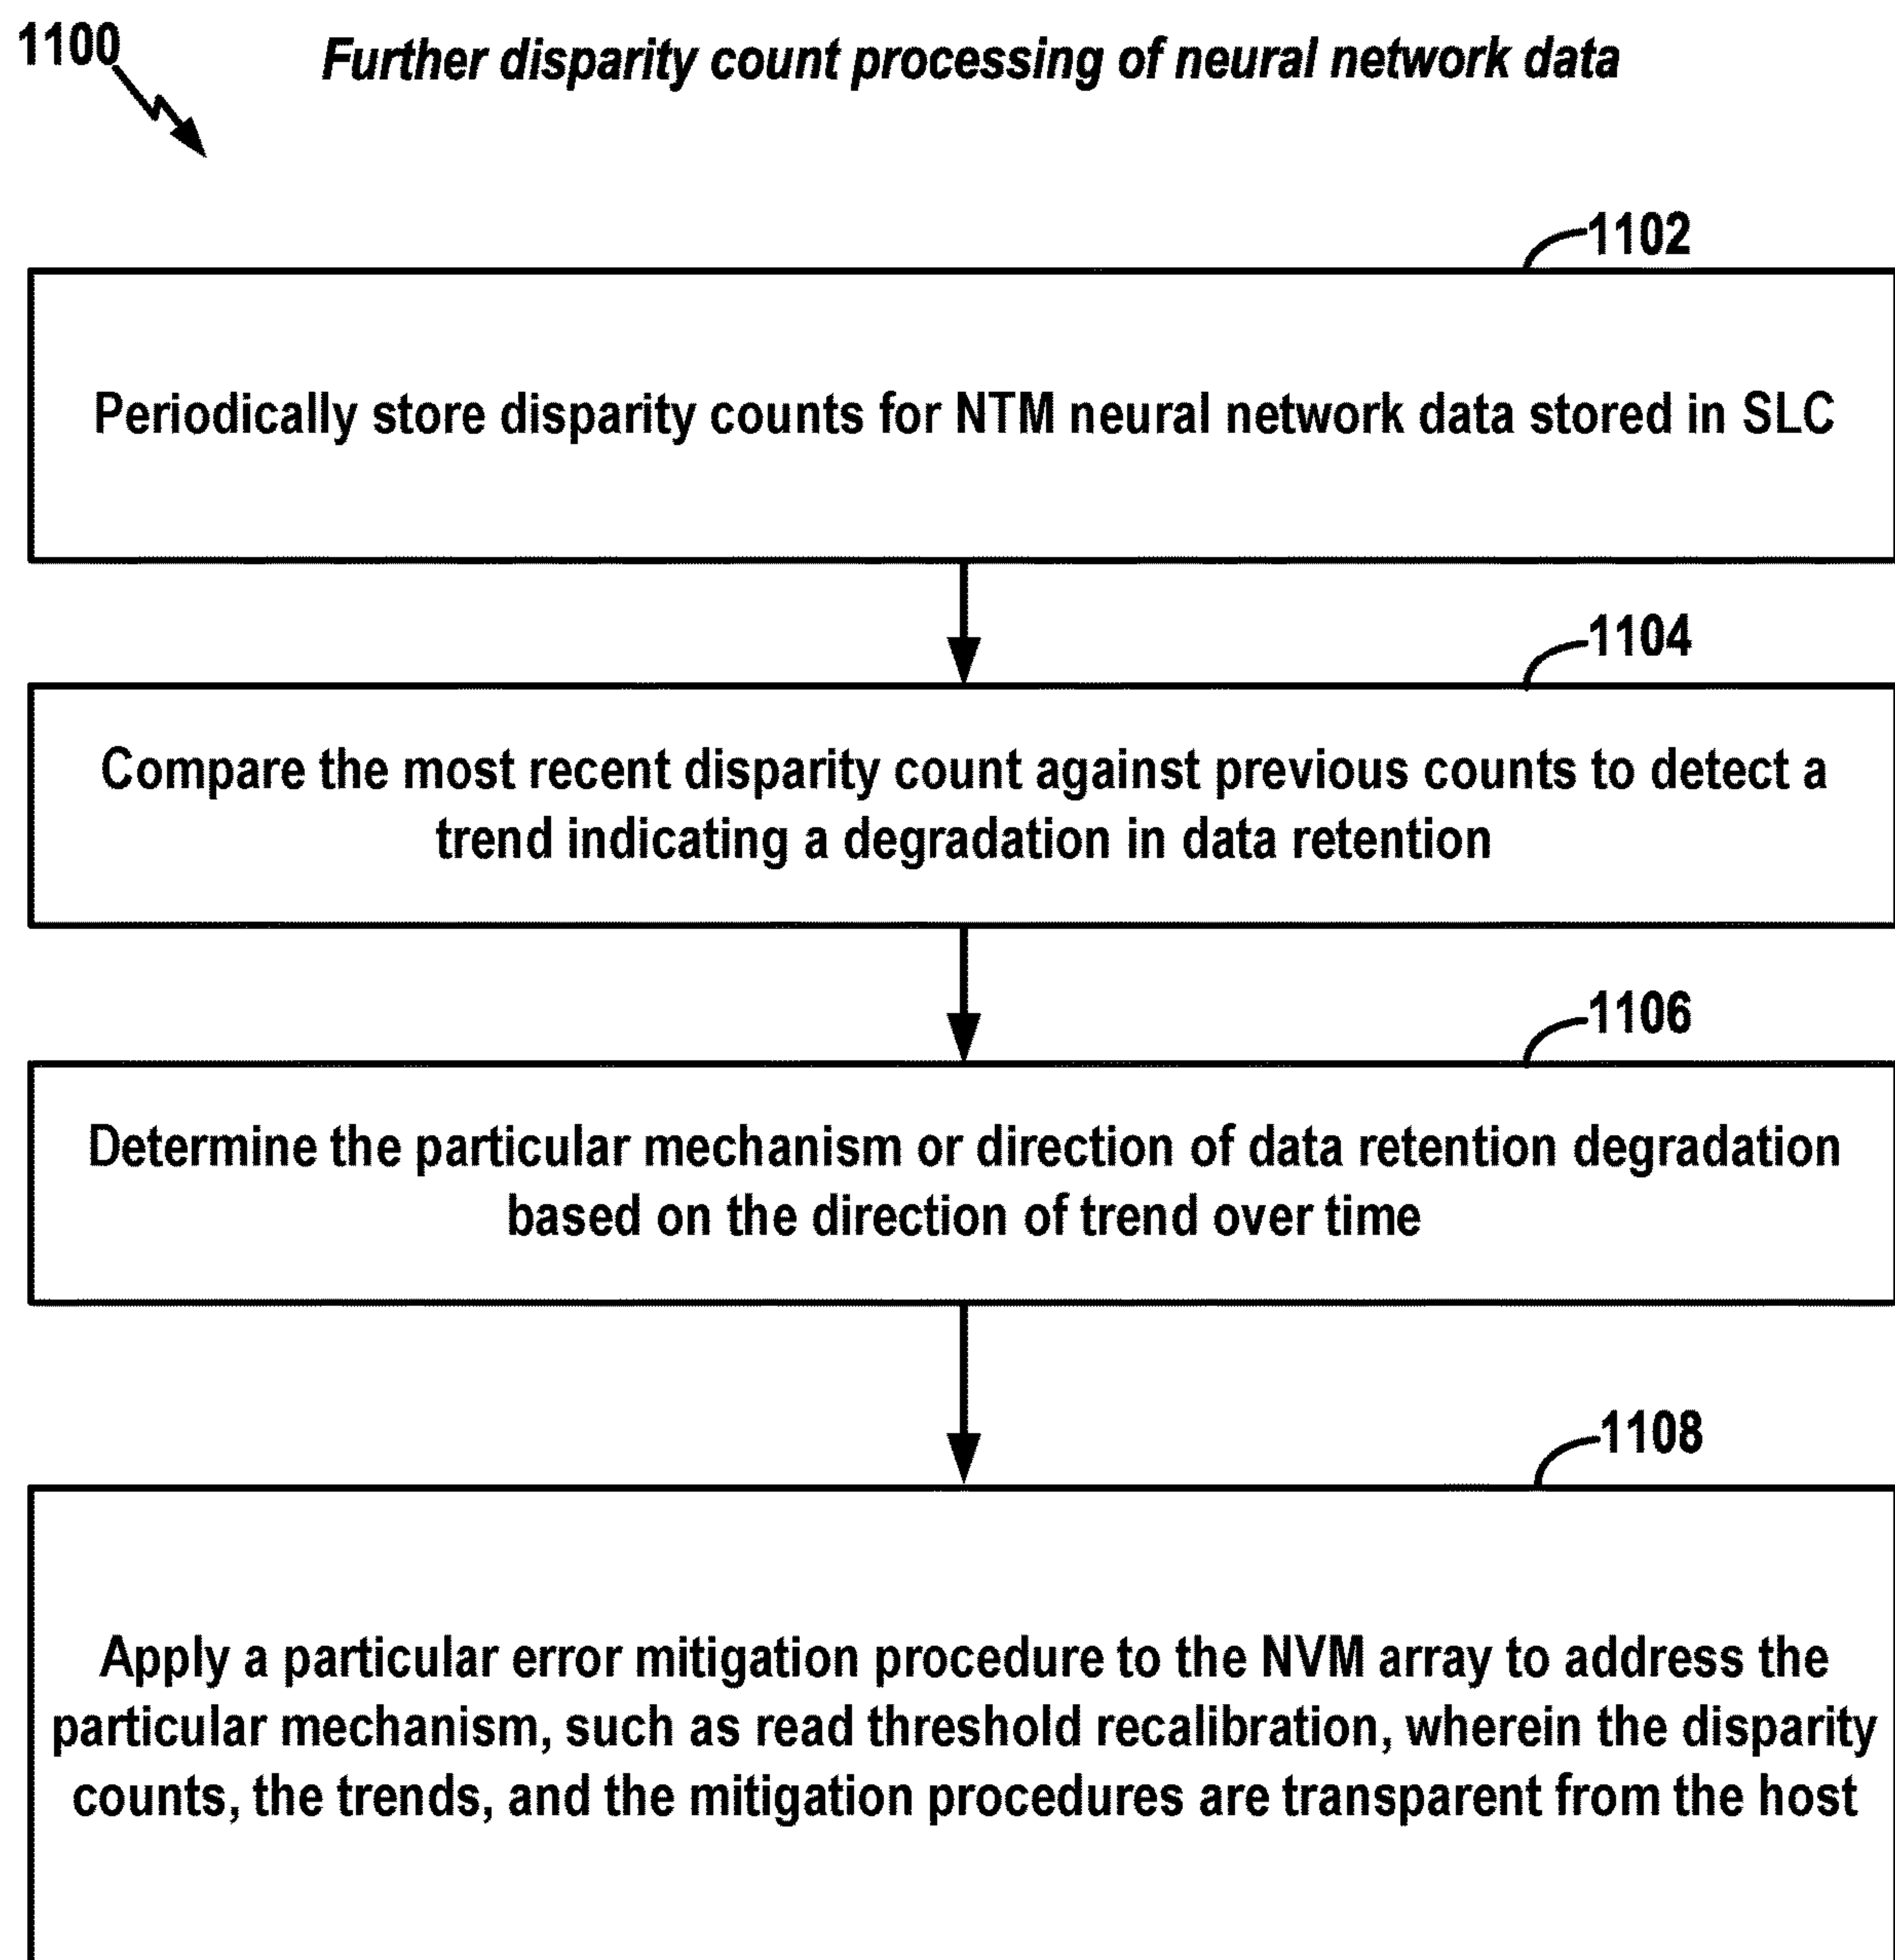 1100
Further disparity count processing of neural network data
1102
Periodically store disparity counts for NTM neural network data stored in SLC
1104
Compare the most recent disparity count against previous counts to detect a
trend indicating a degradation in data retention
1106
Determine the particular mechanism or direction of data retention degradation
based on the direction of trend over time
1108
Apply a particular error mitigation procedure to the NVM array to address the
particular mechanism, such as read threshold recalibration, wherein the disparity
counts, the trends, and the mitigation procedures are transparent from the host